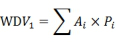 WDV₁ = ∑ Aᵢ × Pᵢ